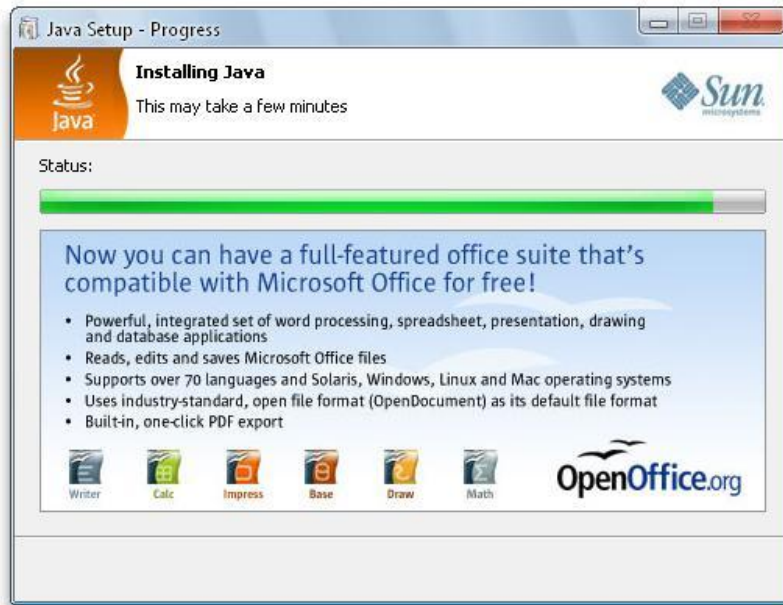 Java Setup - Progress
Java
Installing Java
This may take a few minutes
Sun
microsystems
Status:
Now you can have a full-featured office suite that's
compatible with Microsoft Office for free!
• Powerful, integrated set of word processing, spreadsheet, presentation, drawing
and database applications
• Reads, edits and saves Microsoft Office files
• Supports over 70 languages and Solaris, Windows, Linux and Mac operating systems
• Uses industry-standard, open file format (OpenDocument) as its default file format
• Built-in, one-click PDF export
Writer Calc Impress Base Draw Math
OpenOffice.org